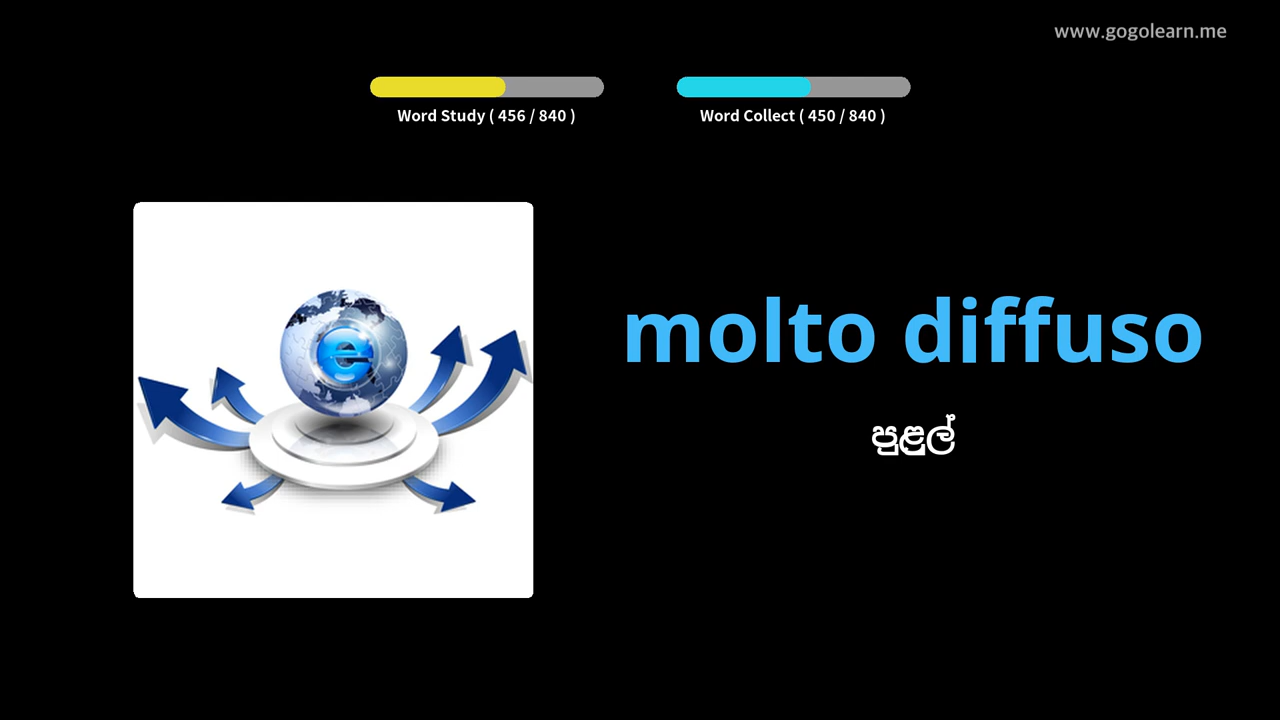 www.gogolearn.me
Word Study ( 456 / 840 )
Word Collect ( 450 / 840 )
e
molto diffuso
පුළුල්